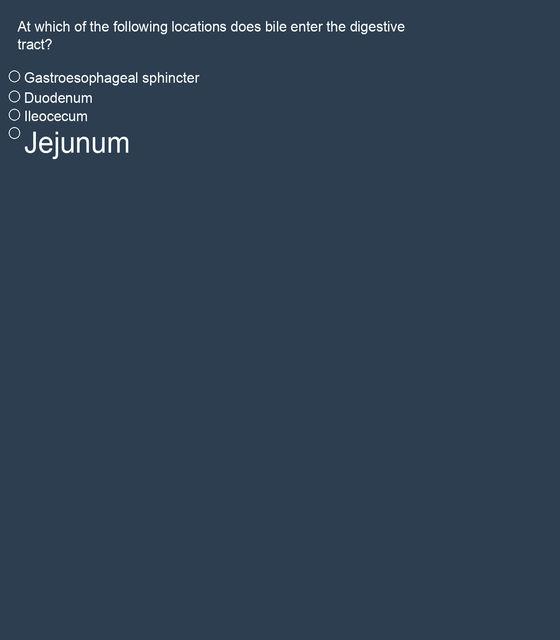 At which of the following locations does bile enter the digestive
tract?
Gastroesophageal sphincter
Duodenum
Ileocecum
Jejunum